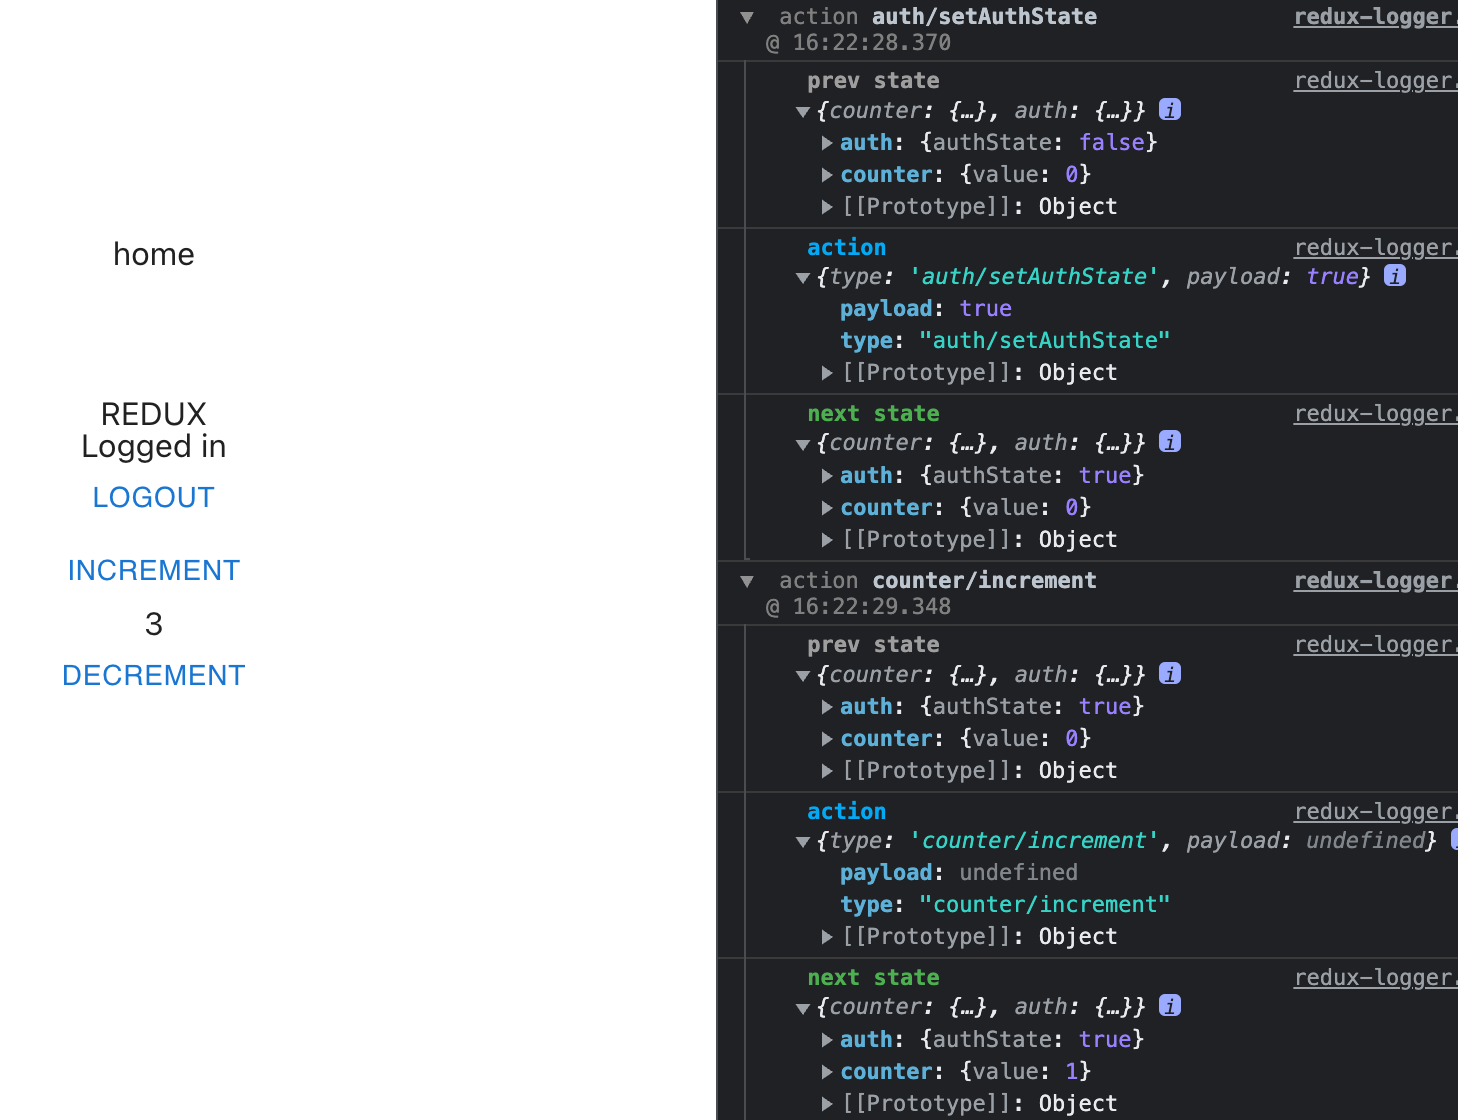 home
REDUX
Logged in
LOGOUT
INCREMENT
3
DECREMENT
action auth/setAuthState redux-logger.
@ 16:22:28.370
prev state redux-logger.
{counter: {…}, auth: {…}} i
auth: {authState: false}
counter: {value: 0}
[[Prototype]]: Object
action redux-logger.
{type: 'auth/setAuthState', payload: true} i
payload: true
type: "auth/setAuthState"
[[Prototype]]: Object
next state redux-logger.
{counter: {…}, auth: {…}} i
auth: {authState: true}
counter: {value: 0}
[[Prototype]]: Object
action counter/increment redux-logger.
@ 16:22:29.348
prev state redux-logger.
{counter: {…}, auth: {…}} i
auth: {authState: true}
counter: {value: 0}
[[Prototype]]: Object
action redux-logger.
{type: 'counter/increment', payload: undefined}
payload: undefined
type: "counter/increment"
[[Prototype]]: Object
next state redux-logger.
{counter: {…}, auth: {…}} i
auth: {authState: true}
counter: {value: 1}
[[Prototype]]: Object